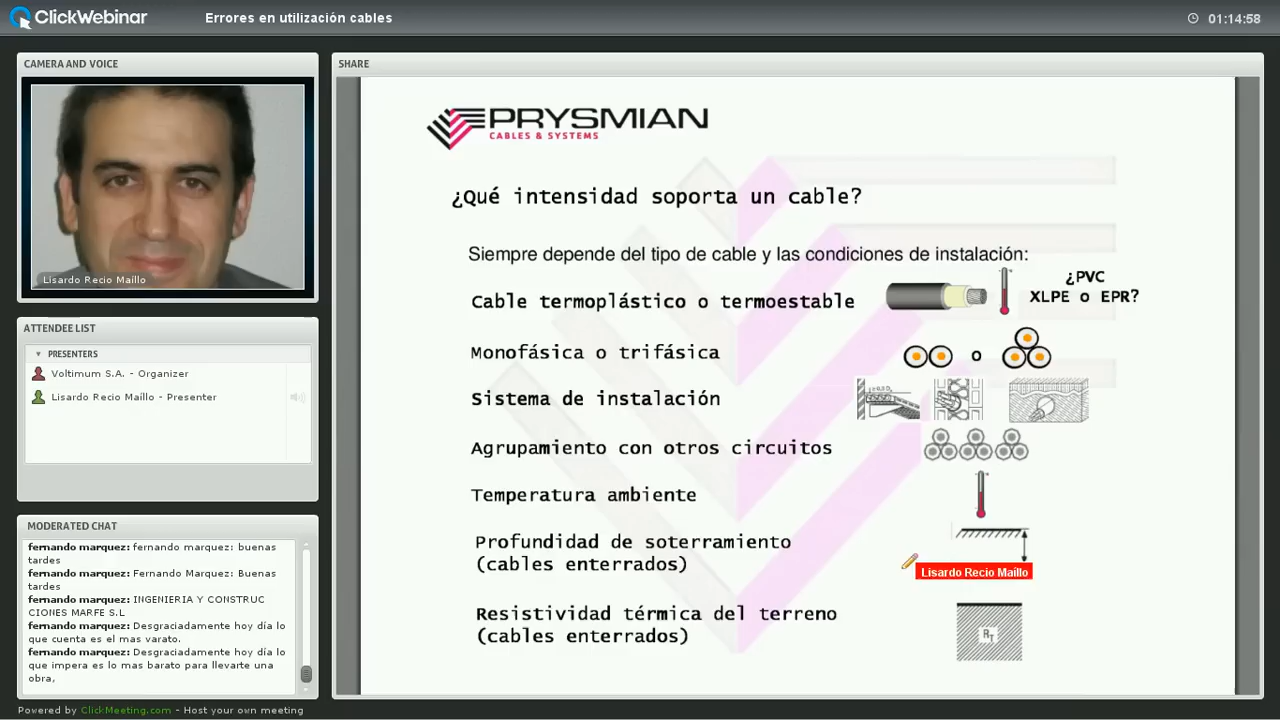 ClickWebinar
Errores en utilización cables
01:14:58
CAMERA AND VOICE
Lisardo Recio Maíllo
ATTENDEE LIST
PRESENTERS
Voltimum S.A. - Organizer
Lisardo Recio Maíllo - Presenter
MODERATED CHAT
fernando marquez: fernando marquez: buenas
tardes
fernando marquez: Fernando Marquez: Buenas
tardes
fernando marquez: INGENIERIA Y CONSTRUC
CIONES MARFE S.L
fernando marquez: Desgraciadamente hoy día lo
que cuenta es el mas varato.
fernando marquez: Desgraciadamente hoy día lo
que impera es lo mas barato para llevarte una
obra,
Powered by ClickMeeting.com - Host your own meeting
SHARE
PRYSMIAN
CABLES & SYSTEMS
¿Qué intensidad soporta un cable?
Siempre depende del tipo de cable y las condiciones de instalación:
Cable termoplástico o termoestable
¿PVC
XLPE o EPR?
Monofásica o trifásica
o
Sistema de instalación
Agrupamiento con otros circuitos
Temperatura ambiente
Profundidad de soterramiento
(cables enterrados)
Lisardo Recio Maíllo
Resistividad térmica del terreno
(cables enterrados)
RT